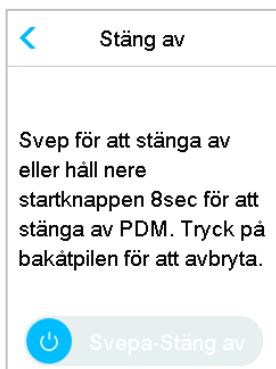 Stäng av
Svep för att stänga av
eller håll nere
startknappen 8sec för att
stänga av PDM. Tryck på
bakåtpilen för att avbryta.
Svepa-Stäng av